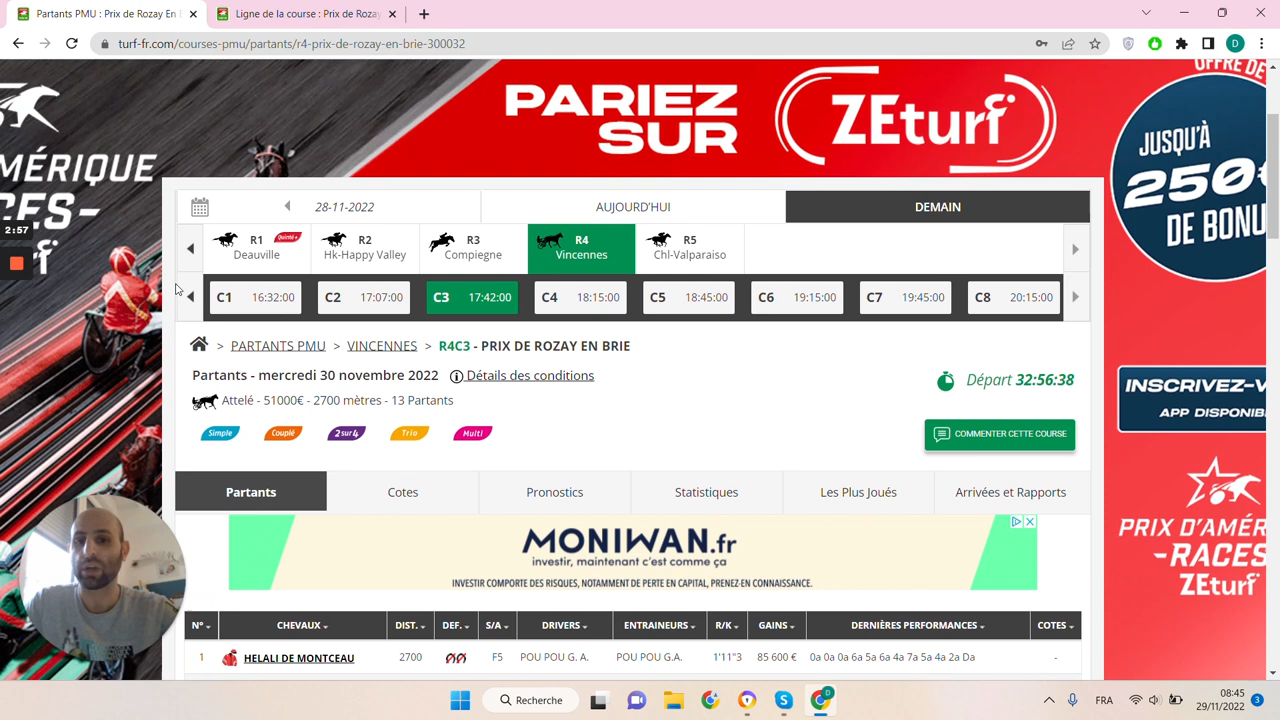 Partants PMU : Prix de Rozay En
Ligne de la course : Prix de Rozay
turf-fr.com/courses-pmu/partants/r4-prix-de-rozay-en-brie-300032
D
PARIEZ
SUR
ZEturf
OFFRE DE
JUSQU'À
250€
DE BONU
AMÉRIQUE
RACES-
urf
2:57
28-11-2022
AUJOURD'HUI
DEMAIN
R1 Quinté+
Deauville
R2
Hk-Happy Valley
R3
Compiegne
R4
Vincennes
R5
Chl-Valparaiso
C1 16:32:00
C2 17:07:00
C3 17:42:00
C4 18:15:00
C5 18:45:00
C6 19:15:00
C7 19:45:00
C8 20:15:00
> PARTANTS PMU > VINCENNES > R4C3 - PRIX DE ROZAY EN BRIE
Partants - mercredi 30 novembre 2022 Détails des conditions
Départ 32:56:38
Attelé - 51000€ - 2700 mètres - 13 Partants
Simple
Couplé
2sur4
Trio
Multi
COMMENTER CETTE COURSE
INSCRIVEZ-V
APP DISPONIB
PRIX D'AMÉR
-RACES-
ZEturf
Partants
Cotes
Pronostics
Statistiques
Les Plus Joués
Arrivées et Rapports
MONIWAN.fr
investir, maintenant c'est comme ça
INVESTIR COMPORTE DES RISQUES, NOTAMMENT DE PERTE EN CAPITAL, PRENEZ-EN CONNAISSANCE.
N° CHEVAUX DIST. DEF. S/A DRIVERS ENTRAINEURS R/K GAINS DERNIÈRES PERFORMANCES COTES
1 HELALI DE MONTCEAU 2700 F5 POU POU G. A. POU POU G.A. 1'11"3 85 600 € 0a 0a 0a 6a 5a 6a 4a 7a 5a 4a 2a Da -
Recherche
FRA
08:45
29/11/2022
3